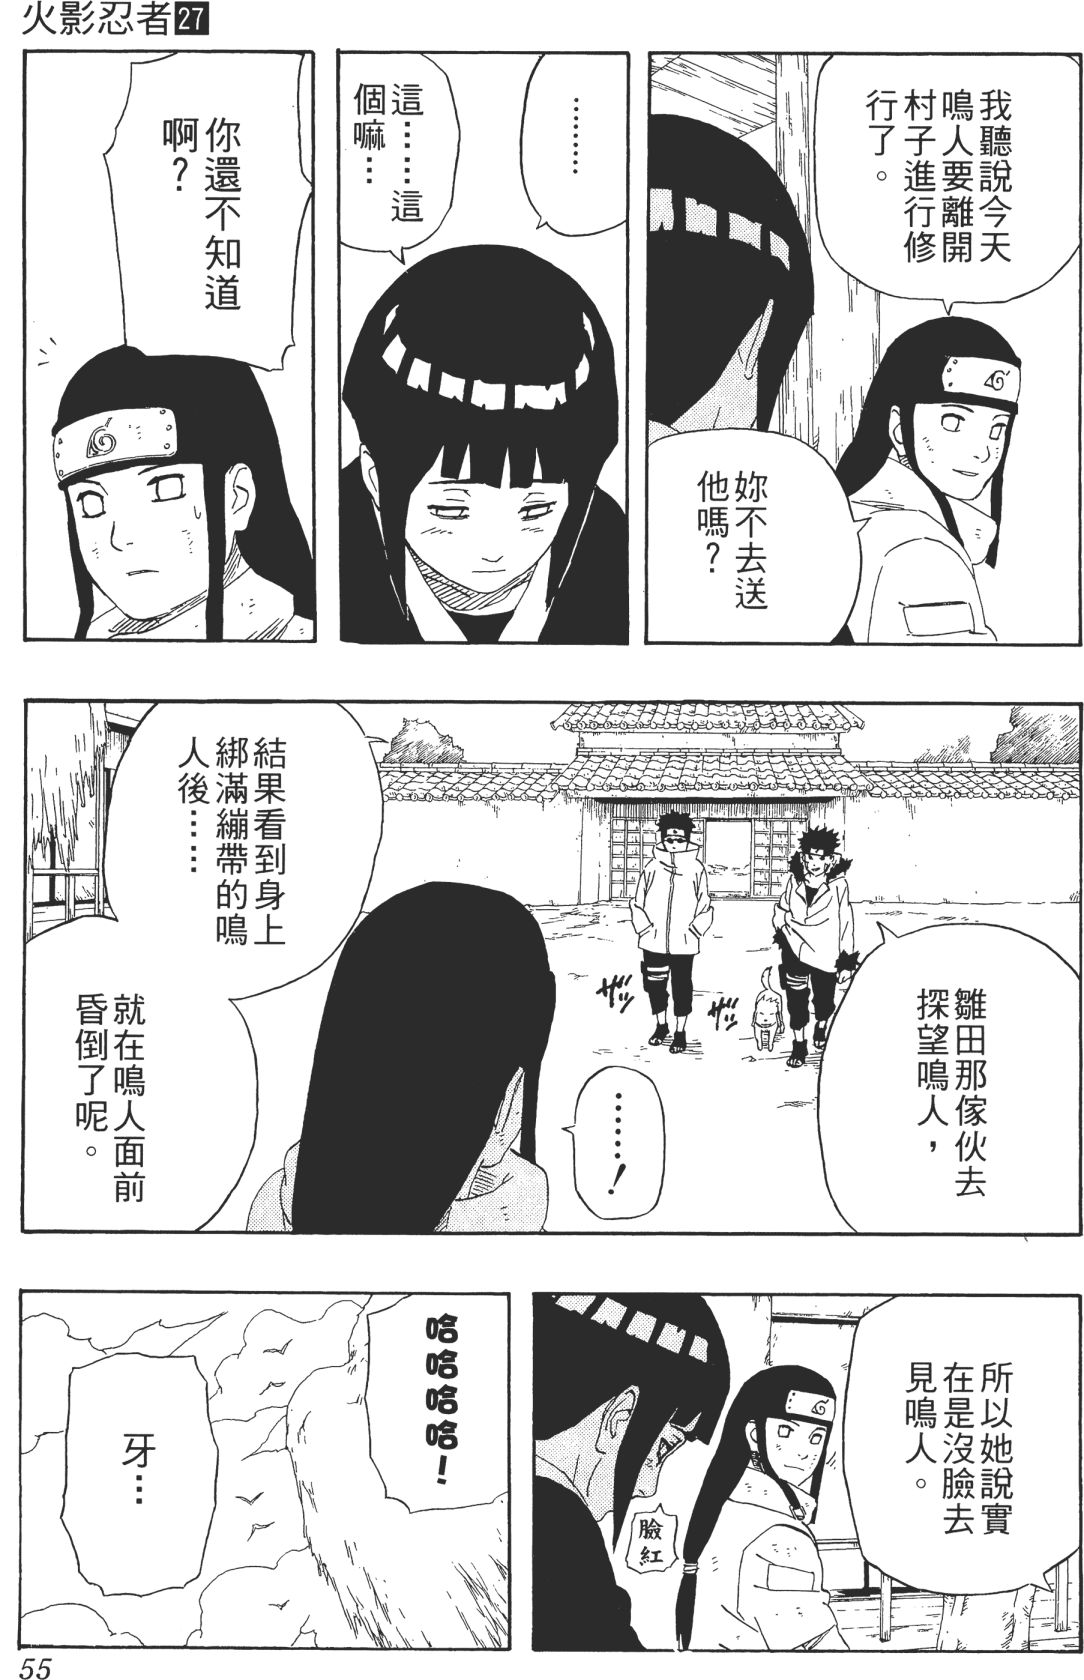 火影忍者27
我聽說今天
鳴人要離開
村子進行修
行了。
妳不去送
他嗎？
………
這……這
個嘛…
你還不知道
啊？
雛田那傢伙去
探望鳴人，
ザッ
ザッ
………！
結果看到身上
綁滿繃帶的鳴
人後……
就在鳴人面前
昏倒了呢。
所以她說實
在是沒臉去
見鳴人。
臉紅
哈哈哈哈！
牙…
55